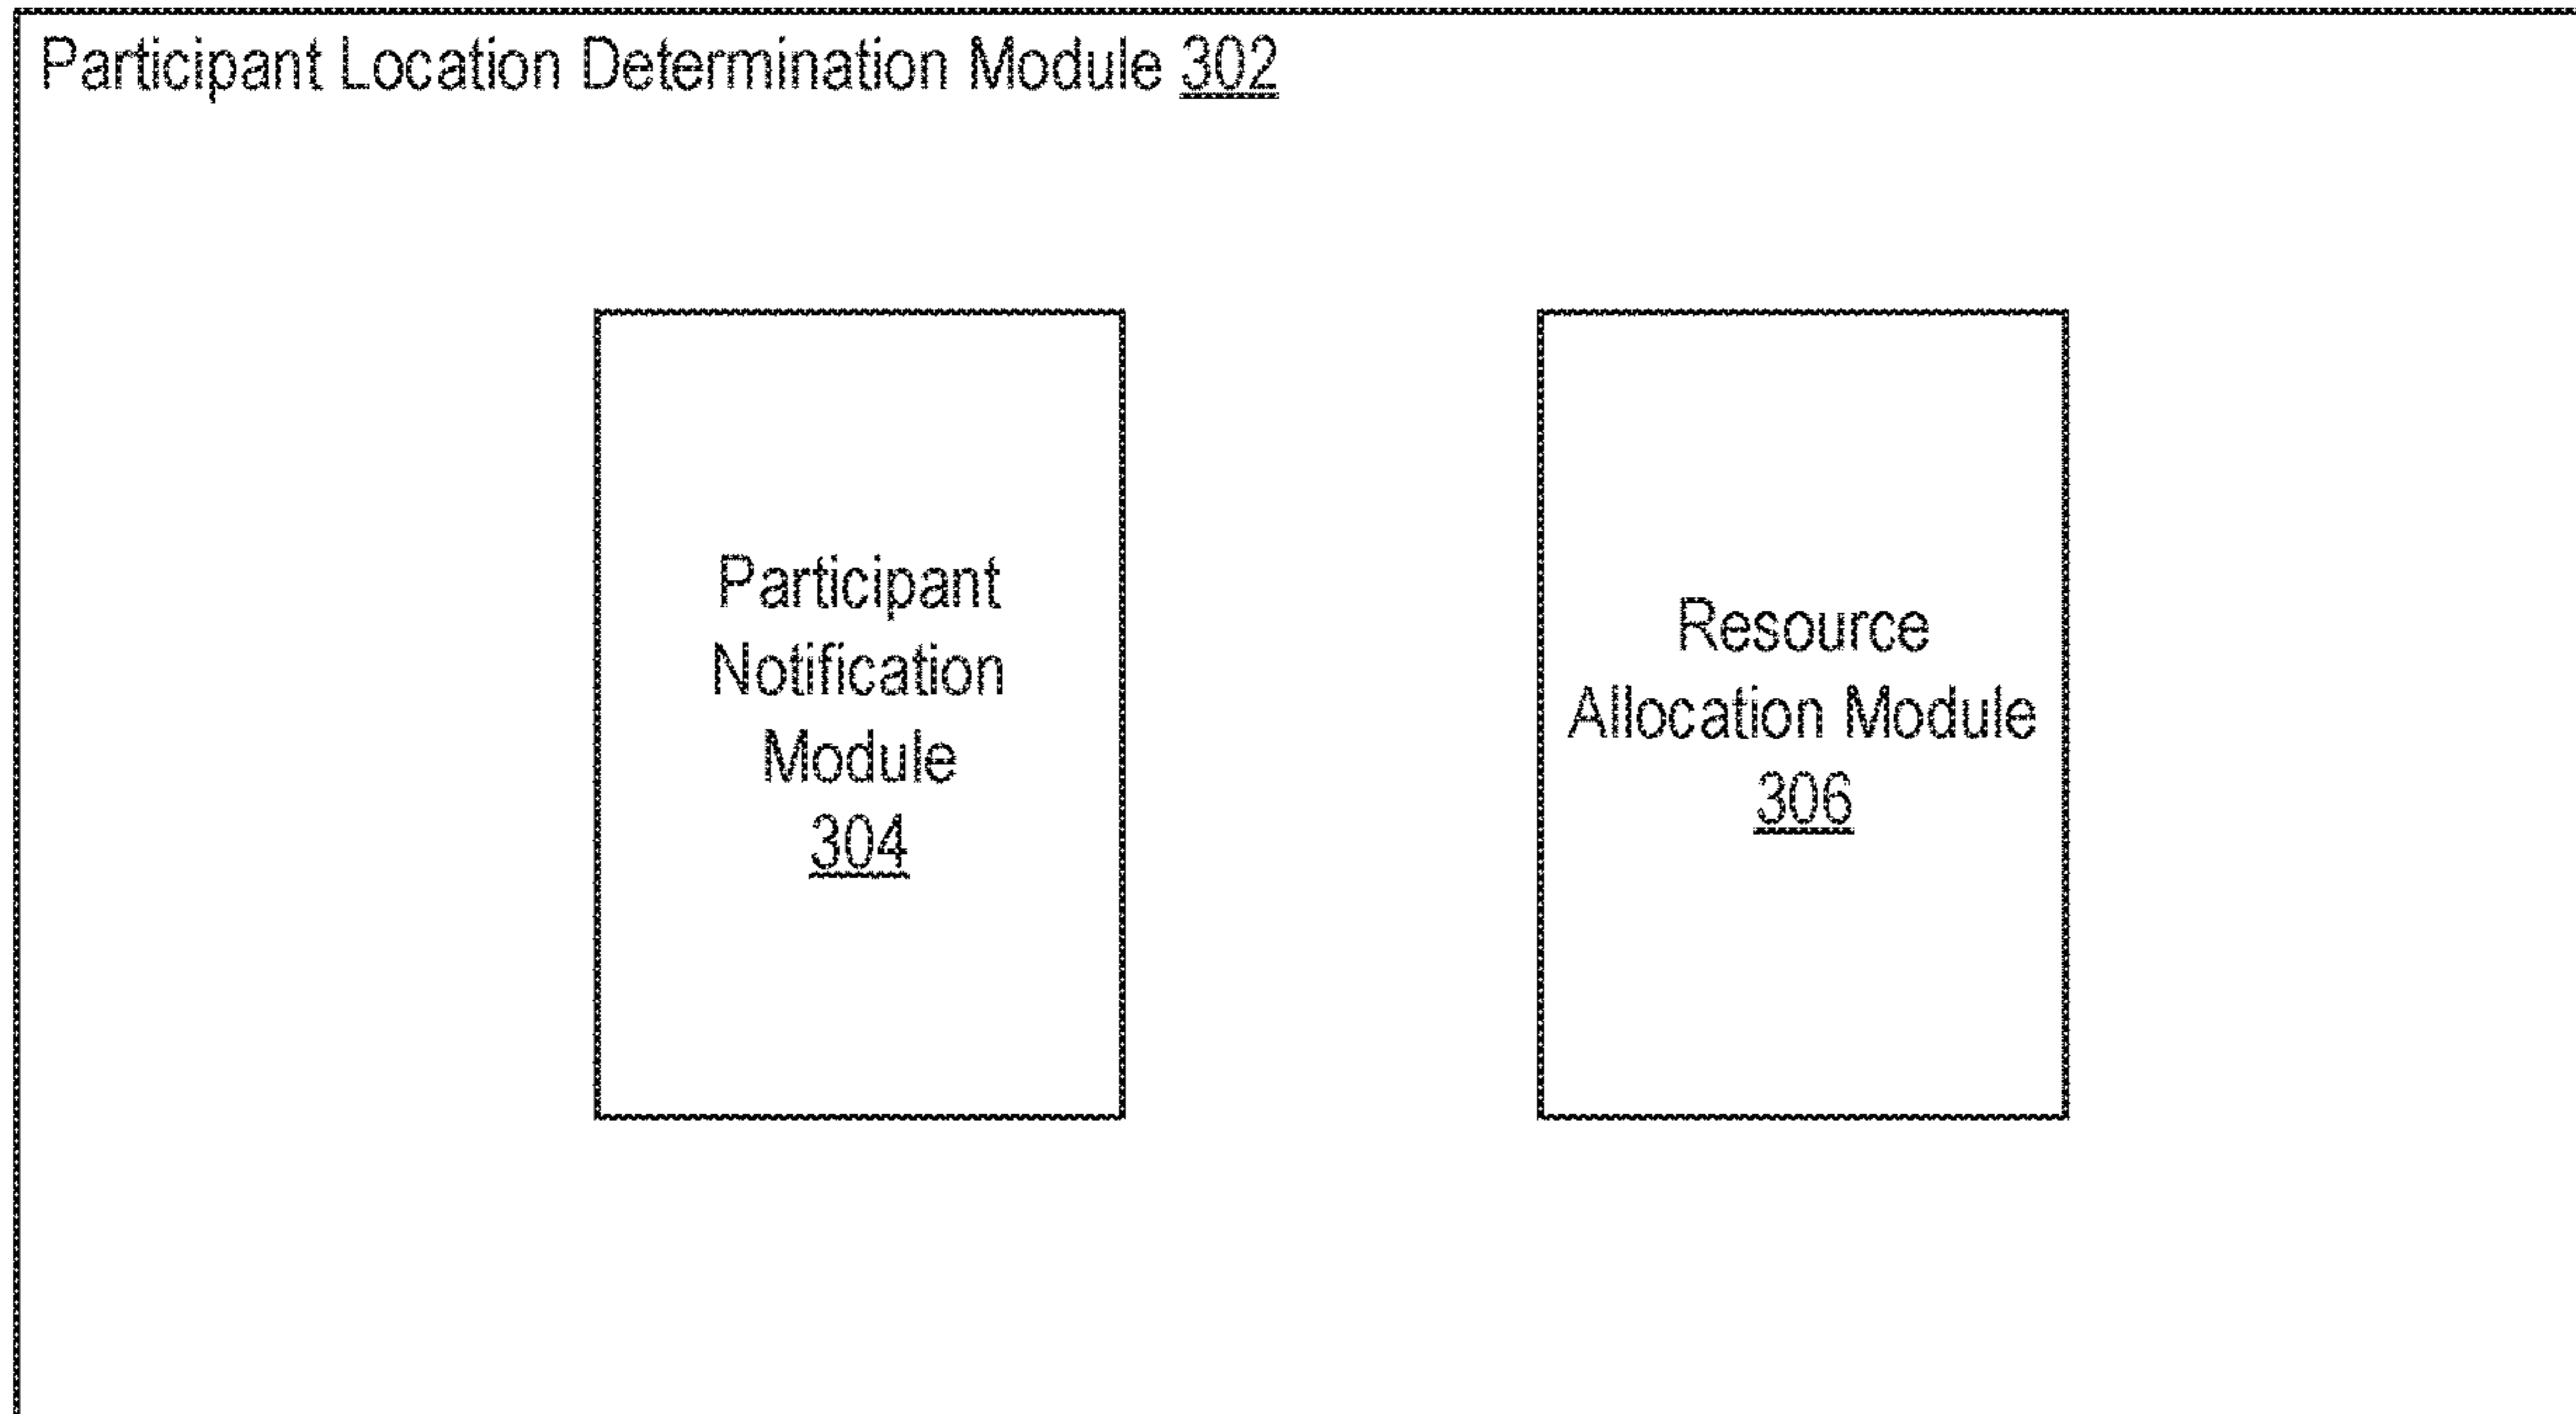 Participant Location Determination Module 302
Participant
Notification
Module
304
Resource
Allocation Module
306